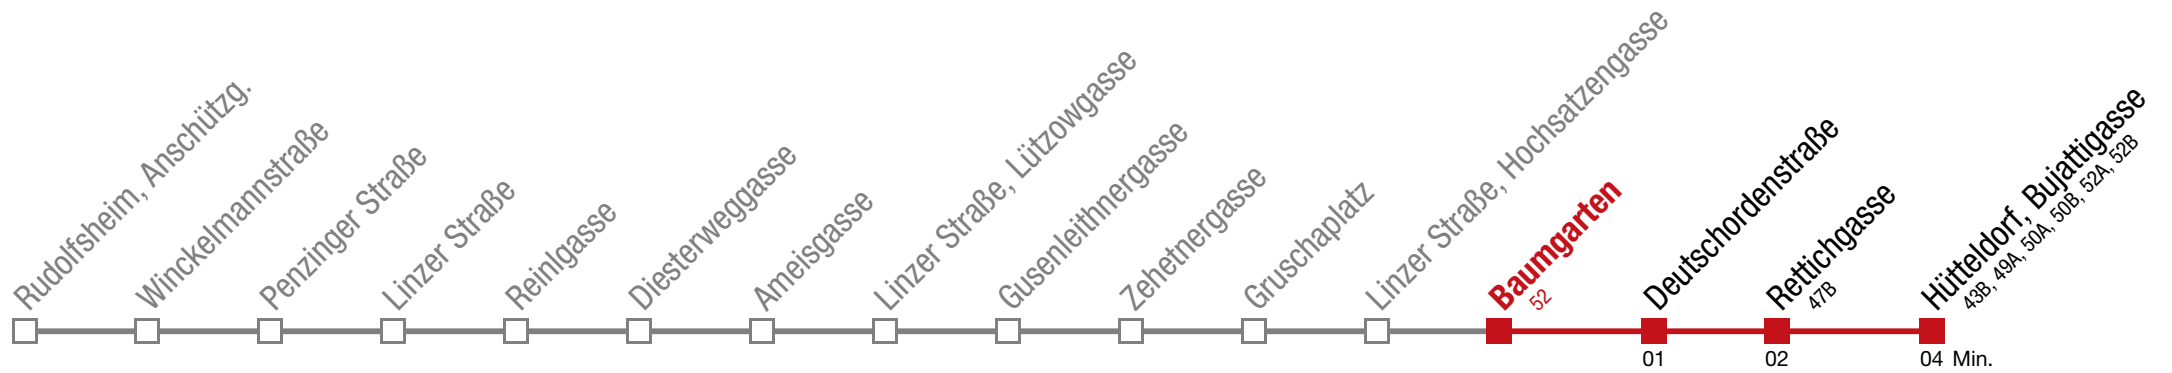 Rudolfsheim, Anschützg.
Winckelmannstraße
Penzinger Straße
Linzer Straße
Reinlgasse
Diesterweggasse
Ameisgasse
Linzer Straße, Lützowgasse
Gusenleithnergasse
Zehetnergasse
Gruschaplatz
Linzer Straße, Hochsatzengasse
Baumgarten
52
Deutschordenstraße
Rettichgasse
47B
Hütteldorf, Bujattigasse
43B, 49A, 50A, 50B, 52A, 52B
01
02
04 Min.